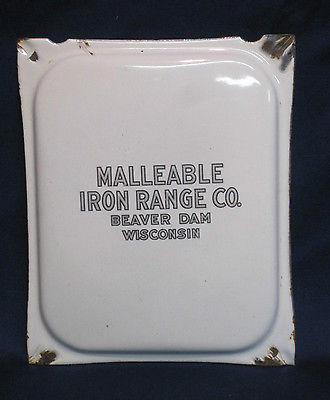 MALLEABLE
IRON RANGE CO.
BEAVER DAM
WISCONSIN